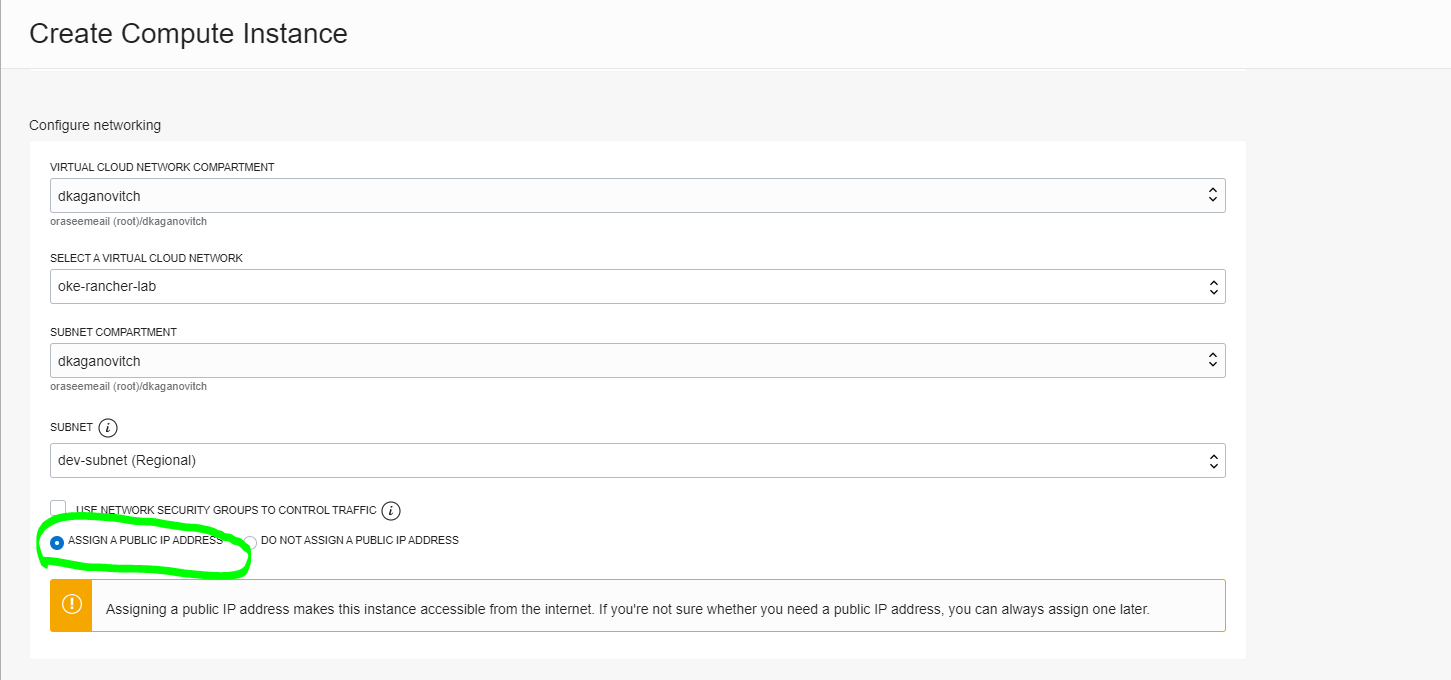 Create Compute Instance
Configure networking
VIRTUAL CLOUD NETWORK COMPARTMENT
dkaganovitch
oraseemeail (root)/dkaganovitch
SELECT A VIRTUAL CLOUD NETWORK
oke-rancher-lab
SUBNET COMPARTMENT
dkaganovitch
oraseemeail (root)/dkaganovitch
SUBNET i
dev-subnet (Regional)
USE NETWORK SECURITY GROUPS TO CONTROL TRAFFIC i
ASSIGN A PUBLIC IP ADDRESS DO NOT ASSIGN A PUBLIC IP ADDRESS
! Assigning a public IP address makes this instance accessible from the internet. If you're not sure whether you need a public IP address, you can always assign one later.